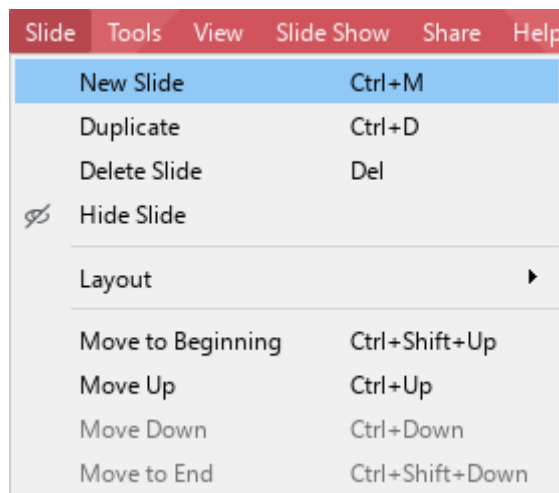 Slide Tools View Slide Show Share Help
New Slide Ctrl+M
Duplicate Ctrl+D
Delete Slide Del
Hide Slide
Layout
Move to Beginning Ctrl+Shift+Up
Move Up Ctrl+Up
Move Down Ctrl+Down
Move to End Ctrl+Shift+Down